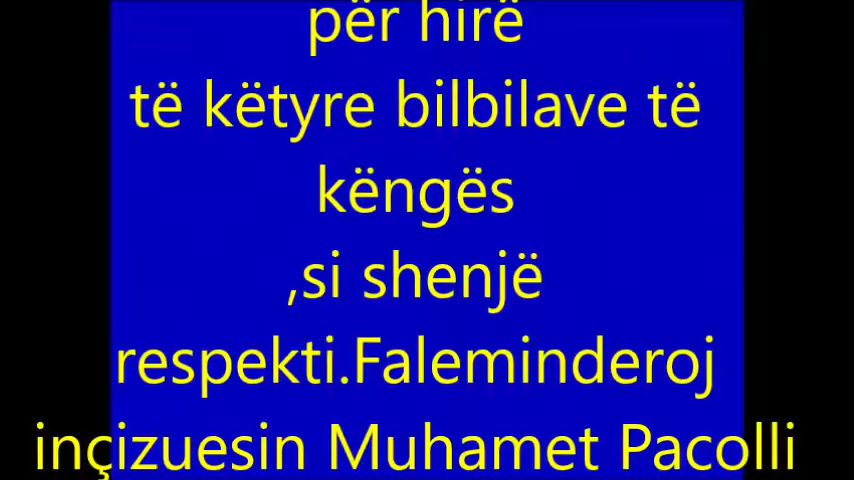 për hirë
të këtyre bilbilave të
këngës
,si shenjë
respekti.Faleminderoj
inçizuesin Muhamet Pacolli